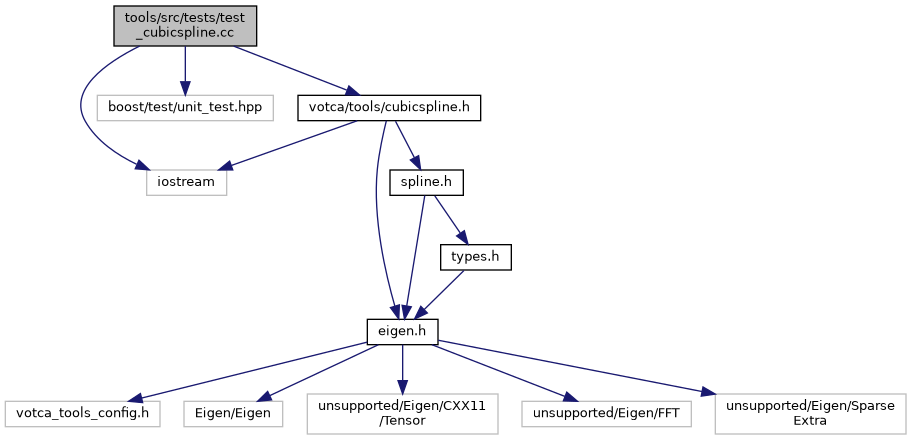 tools/src/tests/test
_cubicspline.cc
boost/test/unit_test.hpp
votca/tools/cubicspline.h
iostream
spline.h
types.h
eigen.h
votca_tools_config.h
Eigen/Eigen
unsupported/Eigen/CXX11
/Tensor
unsupported/Eigen/FFT
unsupported/Eigen/Sparse
Extra